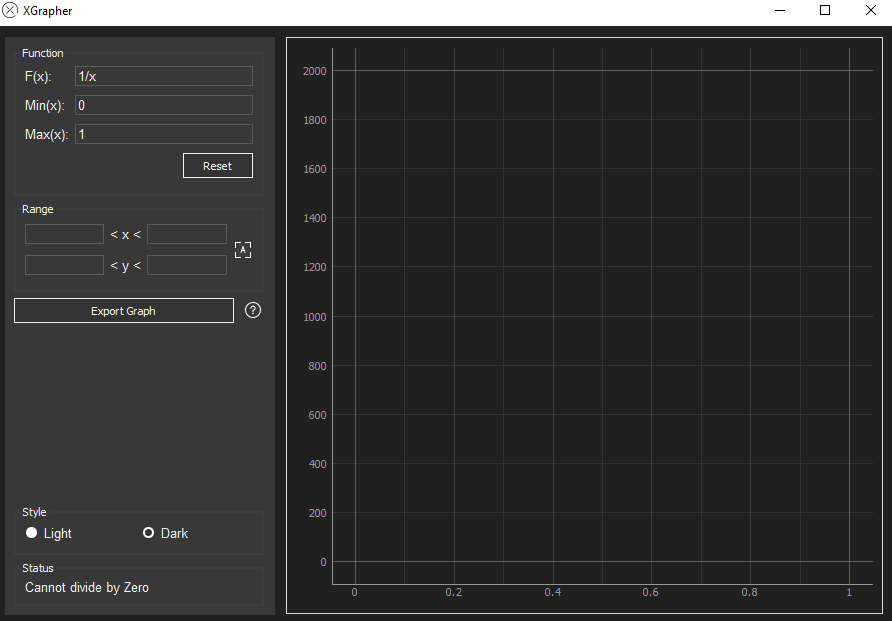 XGrapher
Function
F(x): 1/x
Min(x): 0
Max(x): 1
Reset
Range
< x <
A
< y <
Export Graph ?
Style
Light Dark
Status
Cannot divide by Zero
2000
1800
1600
1400
1200
1000
800
600
400
200
0
0 0.2 0.4 0.6 0.8 1